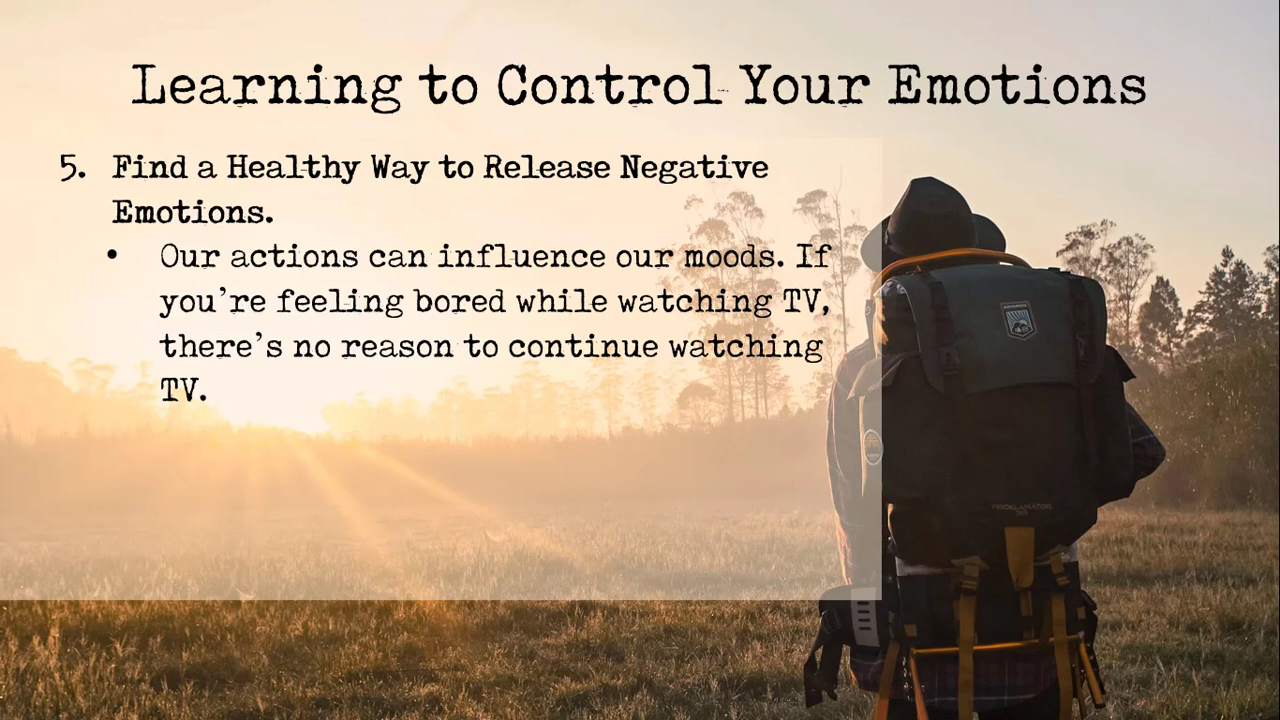 Learning to Control Your Emotions
5. Find a Healthy Way to Release Negative
Emotions.
• Our actions can influence our moods. If
you’re feeling bored while watching TV,
there’s no reason to continue watching
TV.